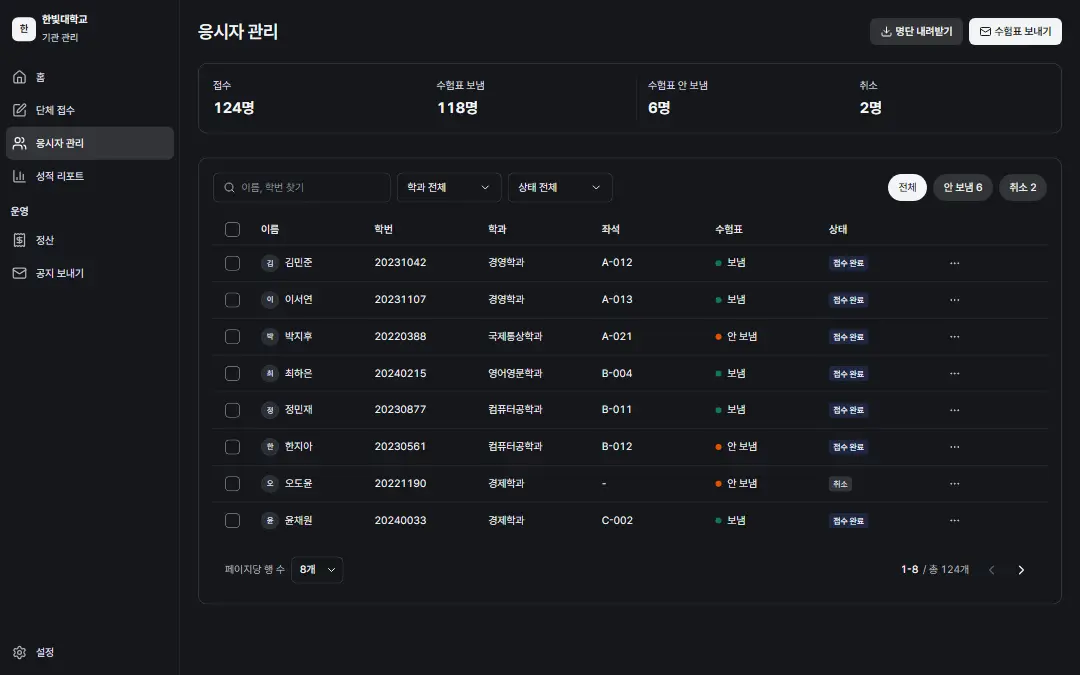 한
한빛대학교
기관 관리
홈
단체 접수
응시자 관리
성적 리포트
운영
정산
공지 보내기
설정
응시자 관리
명단 내려받기
수험표 보내기
접수
124명
수험표 보냄
118명
수험표 안 보냄
6명
취소
2명
이름, 학번 찾기
학과 전체
상태 전체
전체
안 보냄 6
취소 2
이름 학번 학과 좌석 수험표 상태
김 김민준 20231042 경영학과 A-012 보냄 접수 완료 ...
이 이서연 20231107 경영학과 A-013 보냄 접수 완료 ...
박 박지후 20220388 국제통상학과 A-021 안 보냄 접수 완료 ...
최 최하은 20240215 영어영문학과 B-004 보냄 접수 완료 ...
정 정민재 20230877 컴퓨터공학과 B-011 보냄 접수 완료 ...
한 한지아 20230561 컴퓨터공학과 B-012 안 보냄 접수 완료 ...
오 오도윤 20221190 경제학과 - 안 보냄 취소 ...
윤 윤채원 20240033 경제학과 C-002 보냄 접수 완료 ...
페이지당 행 수 8개
1-8 / 총 124개